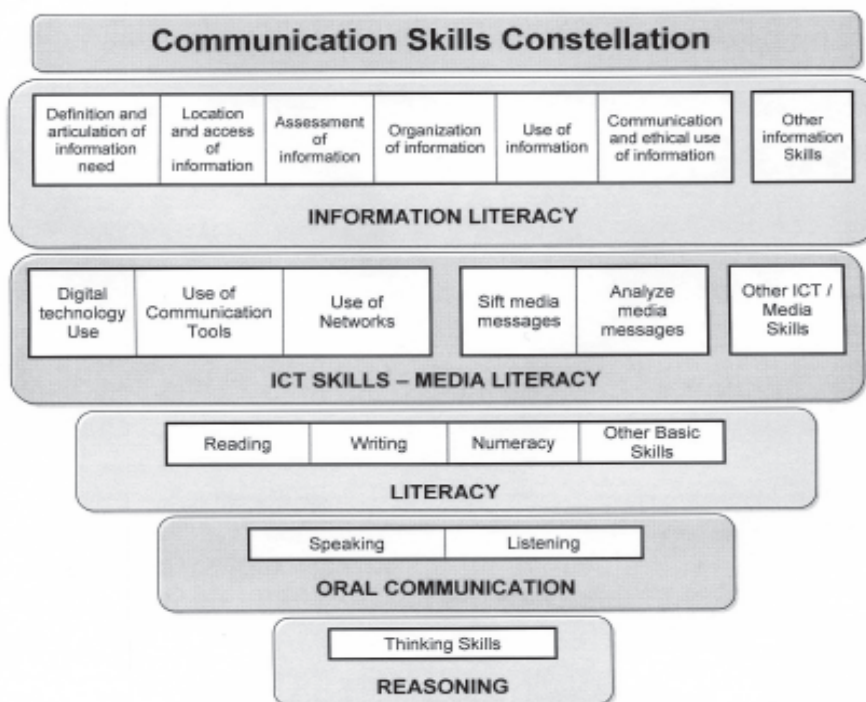 Communication Skills Constellation
Definition and
articulation of
information
need
Location
and access
of
information
Assessment
of
information
Organization
of information
Use of
information
Communication
and ethical use
of information
Other
information
Skills
INFORMATION LITERACY
Digital
technology
Use
Use of
Communication
Tools
Use of
Networks
Sift media
messages
Analyze
media
messages
Other ICT /
Media
Skills
ICT SKILLS – MEDIA LITERACY
Reading
Writing
Numeracy
Other Basic
Skills
LITERACY
Speaking
Listening
ORAL COMMUNICATION
Thinking Skills
REASONING